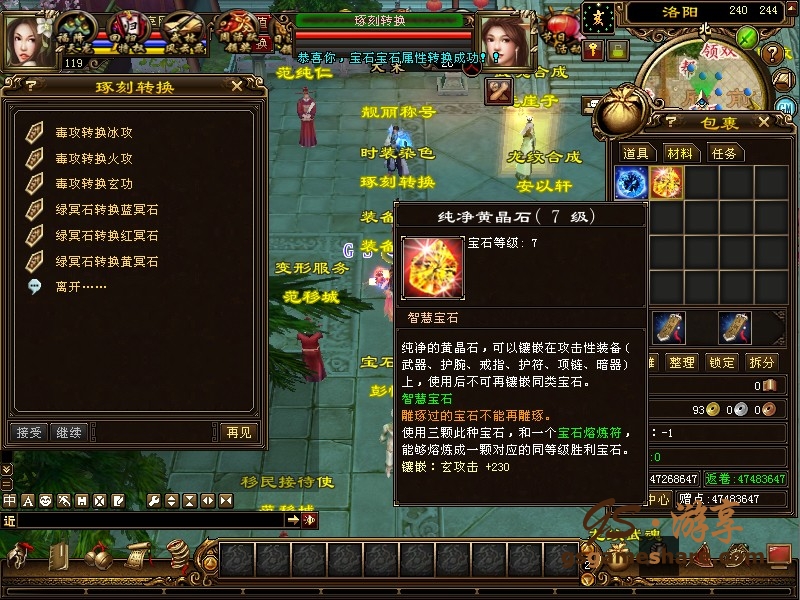 琢刻转换
洛阳
240 244
北
119
恭喜你，宝石宝石属性转换成功！
琢刻转换
毒攻转换冰攻
毒攻转换火攻
毒攻转换玄功
绿冥石转换蓝冥石
绿冥石转换红冥石
绿冥石转换黄冥石
离开……
接受
继续
再见
范纯仁
靓丽称号
时装染色
龙纹合成
琢刻转换
安以轩
变形服务
范移城
移民接待使
包裹
道具
材料
任务
整理
锁定
拆分
0
93 0 0
:-1
:0
47268647
返卷:47483647
赠点:47483647
纯净黄晶石( 7 级)
宝石等级: 7
智慧宝石
纯净的黄晶石，可以镶嵌在攻击性装备(
武器、护腕、戒指、护符、项链、暗器)
上，使用后不可再镶嵌同类宝石。
智慧宝石
雕琢过的宝石不能再雕琢。
使用三颗此种宝石，和一个宝石熔炼符，
能够熔炼成一颗对应的同等级胜利宝石。
镶嵌：玄攻击 +230
近
GS·游享